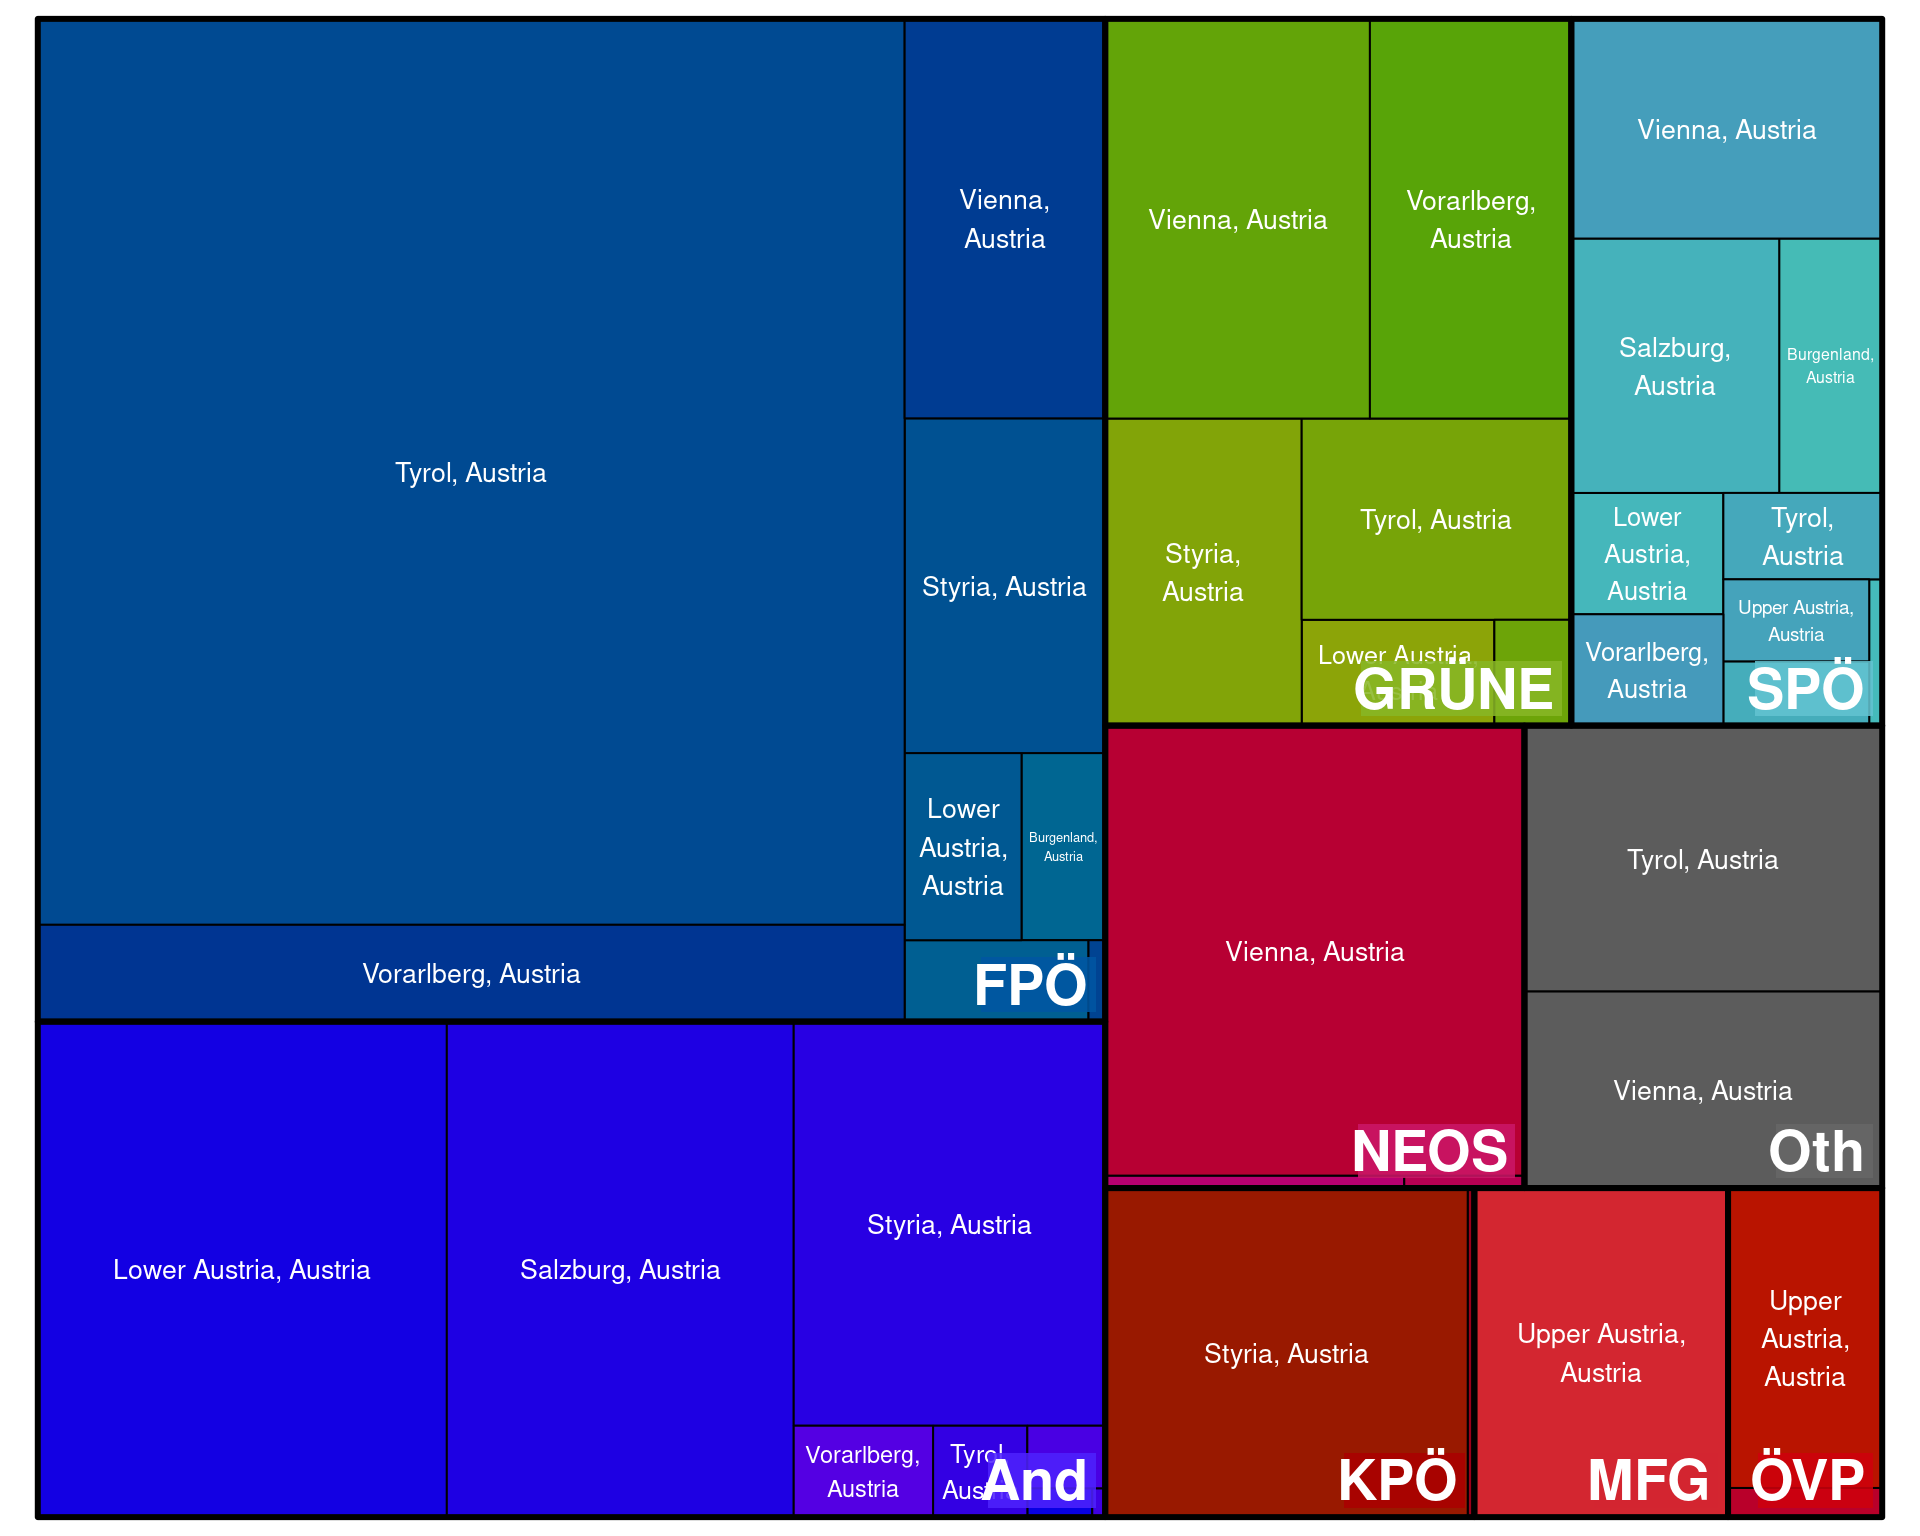 Tyrol, Austria
Vienna,
Austria
Styria, Austria
Lower
Austria,
Austria
Burgenland,
Austria
Vorarlberg, Austria
FPÖ
Lower Austria, Austria
Salzburg, Austria
Styria, Austria
Vorarlberg,
Austria
Tyrol
Aust
And
Vienna, Austria
Vorarlberg,
Austria
Styria,
Austria
Tyrol, Austria
Lower Austria,
GRÜNE
Vienna, Austria
Salzburg,
Austria
Burgenland,
Austria
Lower
Austria,
Austria
Tyrol,
Austria
Upper Austria,
Austria
Vorarlberg,
Austria
SPÖ
Vienna, Austria
NEOS
Tyrol, Austria
Vienna, Austria
Oth
Styria, Austria
KPÖ
Upper Austria,
Austria
MFG
Upper
Austria,
Austria
ÖVP